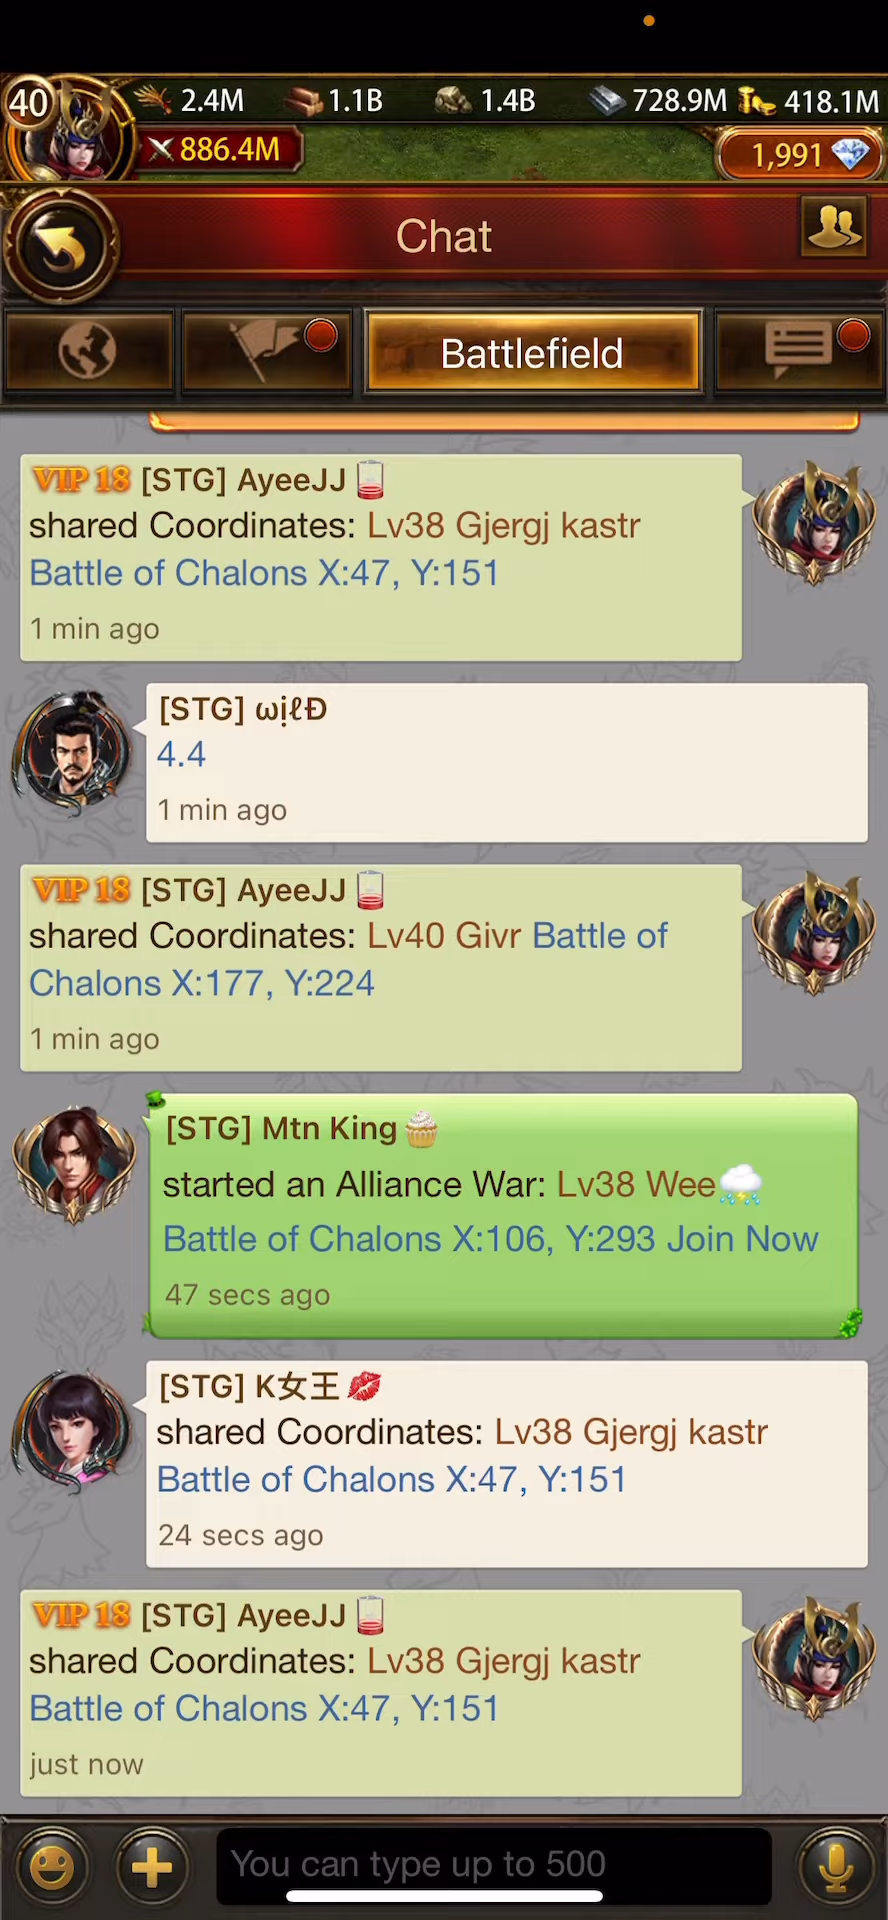 40
2.4M
1.1B
1.4B
728.9M
418.1M
886.4M
1,991
Chat
Battlefield
VIP 18 [STG] AyeeJJ
shared Coordinates: Lv38 Gjergj kastr
Battle of Chalons X:47, Y:151
1 min ago
[STG] ωįℓĐ
4.4
1 min ago
VIP 18 [STG] AyeeJJ
shared Coordinates: Lv40 Givr Battle of
Chalons X:177, Y:224
1 min ago
[STG] Mtn King🧁
started an Alliance War: Lv38 Wee⛈️
Battle of Chalons X:106, Y:293 Join Now
47 secs ago
[STG] K女王💋
shared Coordinates: Lv38 Gjergj kastr
Battle of Chalons X:47, Y:151
24 secs ago
VIP 18 [STG] AyeeJJ
shared Coordinates: Lv38 Gjergj kastr
Battle of Chalons X:47, Y:151
just now
You can type up to 500